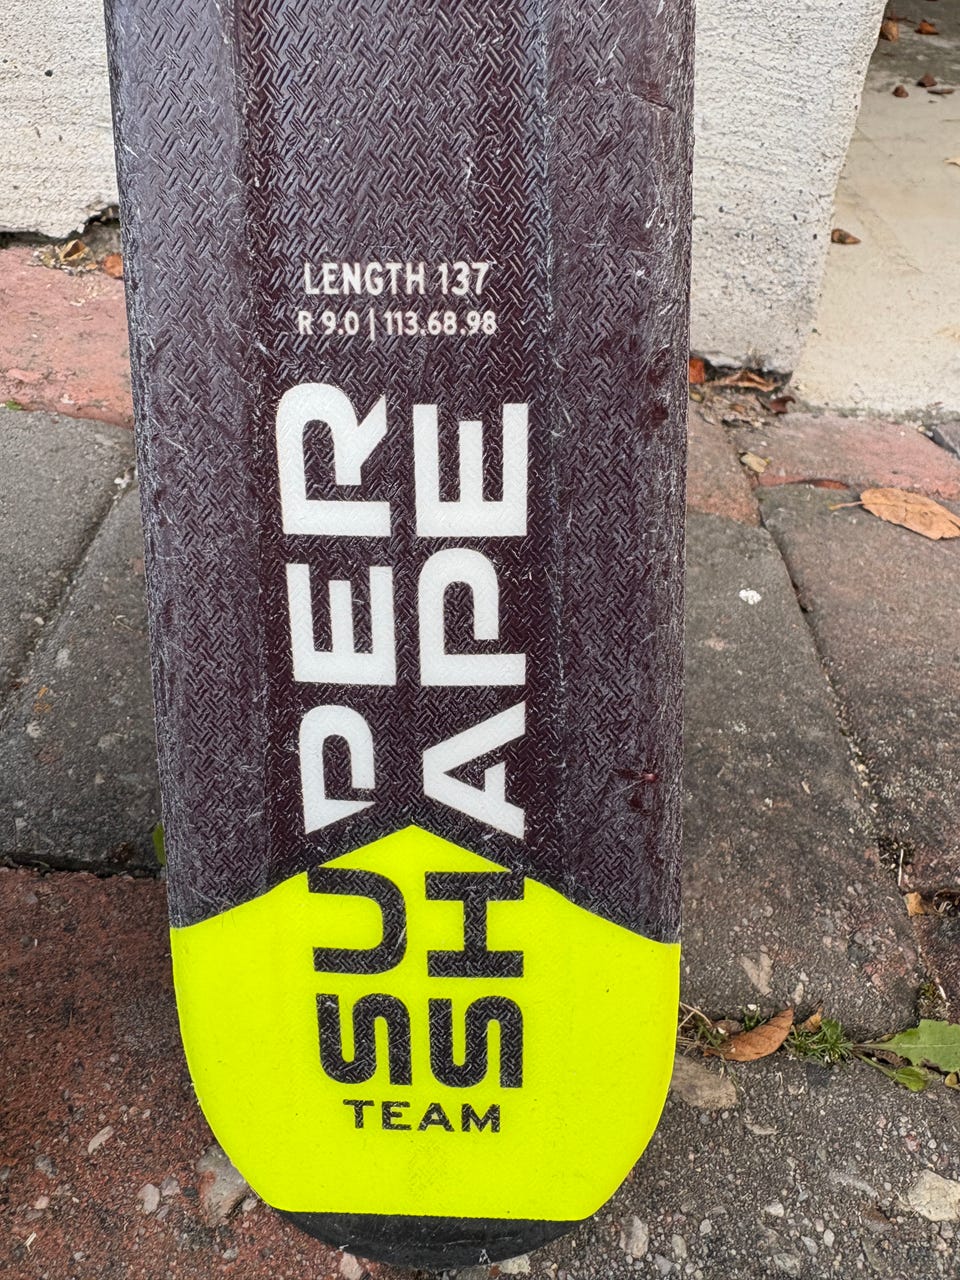 LENGTH 137
R 9.0 | 113.68.98
SUPER
SHAPE
TEAM